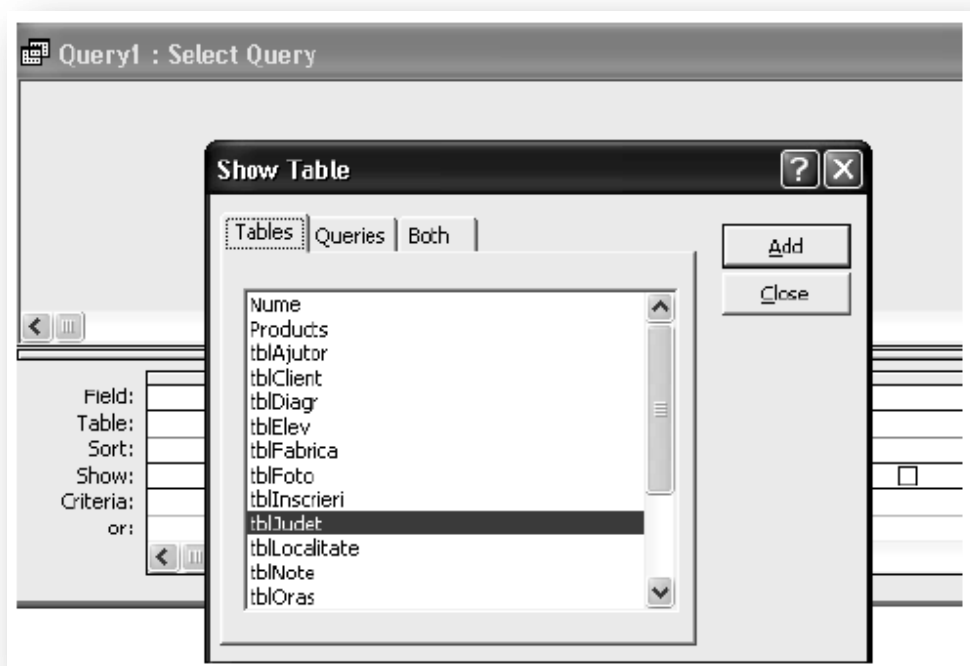 Query1 : Select Query
Show Table
Tables Queries Both
Add
Close
Nume
Products
tblAjutor
tblClient
tblDiagr
tblElev
tblFabrica
tblFoto
tblInscrieri
tblJudet
tblLocalitate
tblNote
tblOras
Field:
Table:
Sort:
Show:
Criteria:
or: